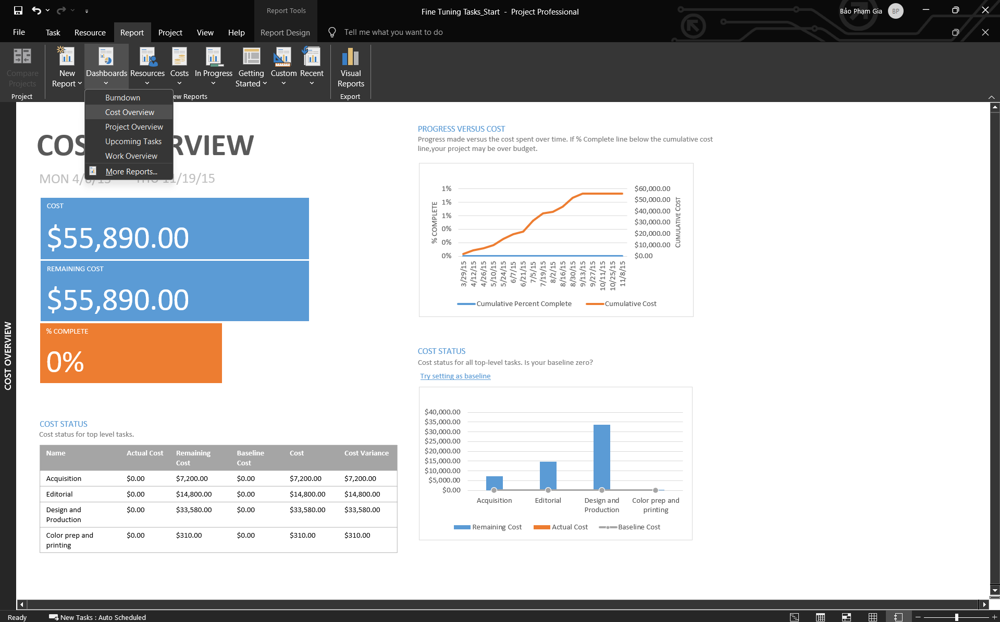 Report Tools
Fine Tuning Tasks_Start - Project Professional
Bảo Phạm Gia
BP
File
Task
Resource
Report
Project
View
Help
Report Design
Tell me what you want to do
Compare
Projects
New
Report
Dashboards
Resources
Costs
In Progress
Getting
Started
Custom
Recent
Visual
Reports
Project
ew Reports
Export
Burndown
Cost Overview
Project Overview
Upcoming Tasks
Work Overview
More Reports...
COST OVERVIEW
COS
RVIEW
MON 4/
11/19/15
COST
$55,890.00
REMAINING COST
$55,890.00
% COMPLETE
0%
COST STATUS
Cost status for top level tasks.
Name Actual Cost Remaining Cost Baseline Cost Cost Cost Variance
Acquisition $0.00 $7,200.00 $0.00 $7,200.00 $7,200.00
Editorial $0.00 $14,800.00 $0.00 $14,800.00 $14,800.00
Design and Production $0.00 $33,580.00 $0.00 $33,580.00 $33,580.00
Color prep and printing $0.00 $310.00 $0.00 $310.00 $310.00
PROGRESS VERSUS COST
Progress made versus the cost spent over time. If % Complete line below the cumulative cost
line,your project may be over budget.
% COMPLETE
1%
1%
1%
0%
0%
0%
$60,000.00
$50,000.00
$40,000.00
$30,000.00
$20,000.00
$10,000.00
$0.00
CUMULATIVE COST
3/29/15
4/12/15
4/26/15
5/10/15
5/24/15
6/7/15
6/21/15
7/5/15
7/19/15
8/2/15
8/16/15
8/30/15
9/13/15
9/27/15
10/11/15
10/25/15
11/8/15
Cumulative Percent Complete
Cumulative Cost
COST STATUS
Cost status for all top-level tasks. Is your baseline zero?
Try setting as baseline
$40,000.00
$35,000.00
$30,000.00
$25,000.00
$20,000.00
$15,000.00
$10,000.00
$5,000.00
$0.00
Acquisition
Editorial
Design and
Production
Color prep and
printing
Remaining Cost
Actual Cost
Baseline Cost
Ready
New Tasks : Auto Scheduled